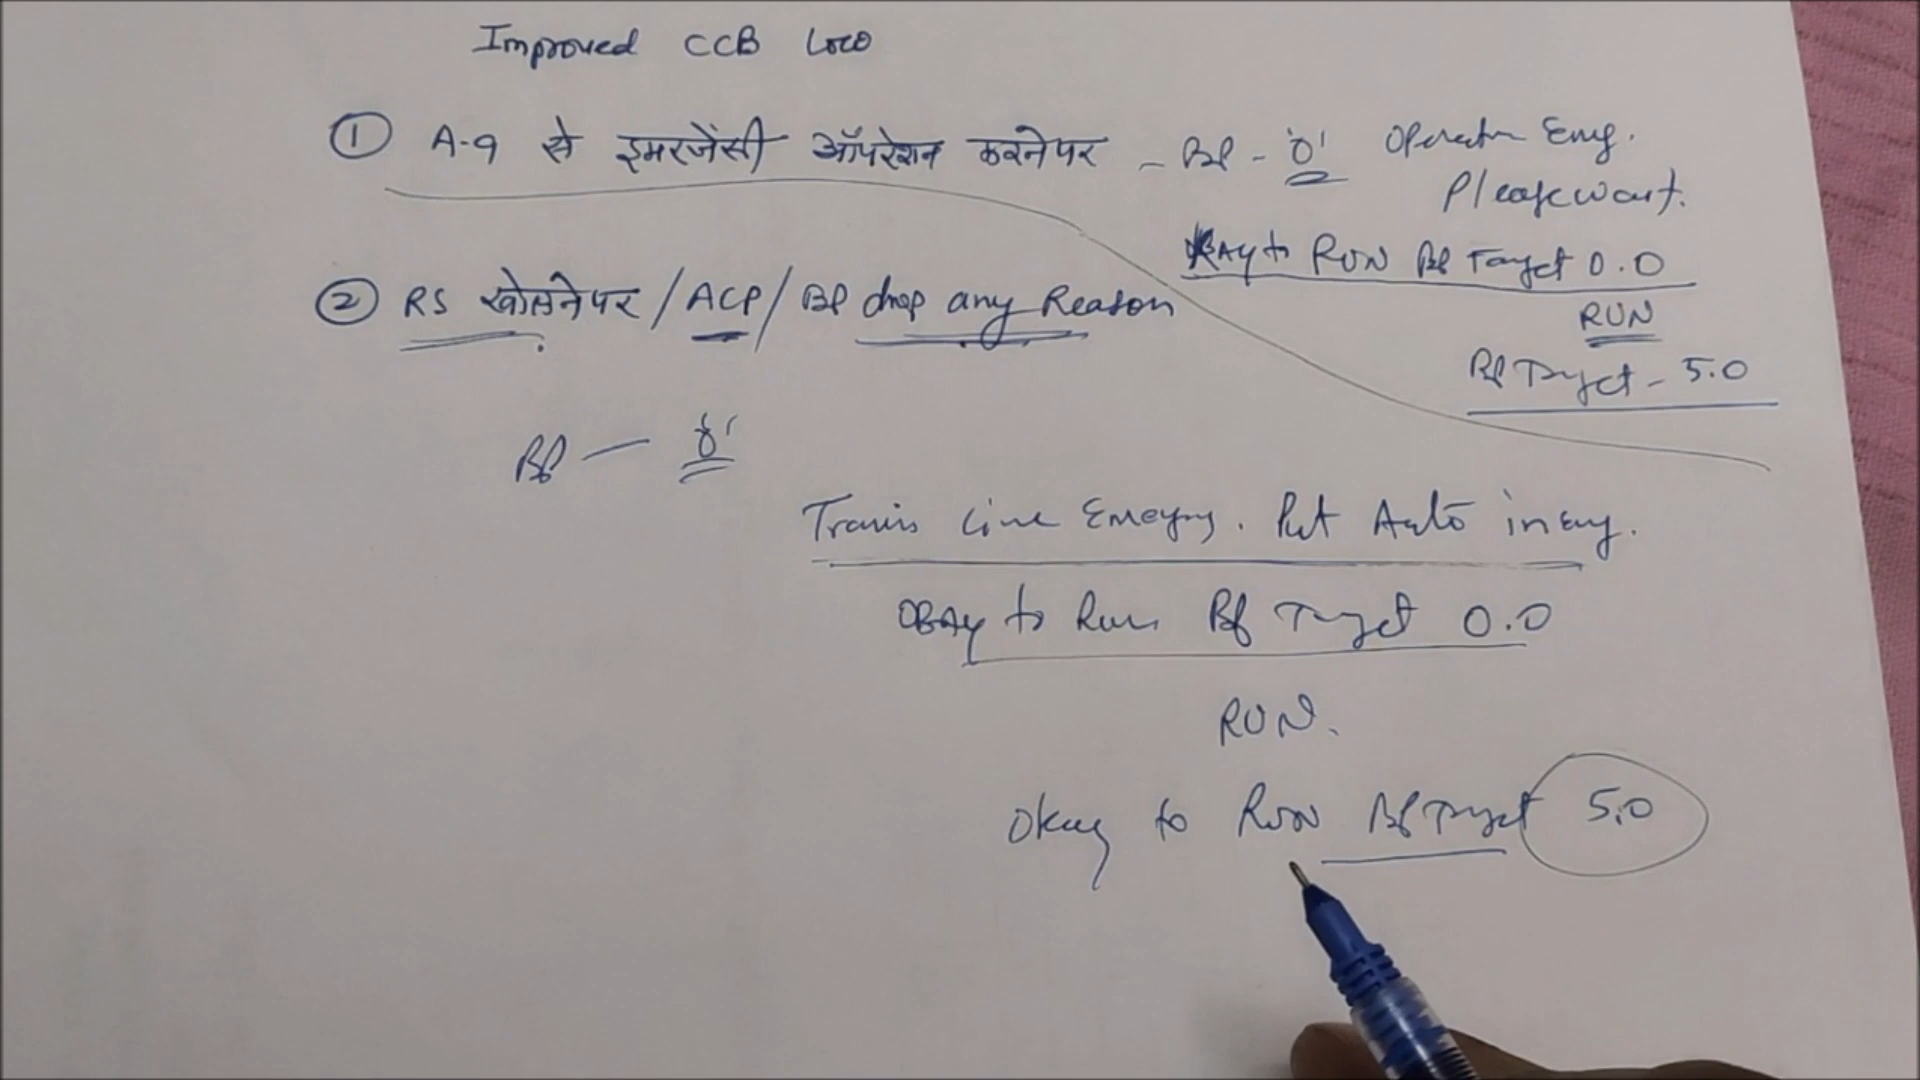 Improved CCB Loco
① A-9 से इमरजेंसी ऑपरेशन करनेपर - BP - '0' Operator Emg.
Please wait.
OKAY to RUN BP Target 0.0
RUN
BP Target - 5.0
② RS खोलनेपर / ACP / BP drop any Reason
BP — '0'
Train Line Emergency. Put Auto in Emg.
OKAY to Run BP Target 0.0
RUN.
Okay to Run BP Target 5.0